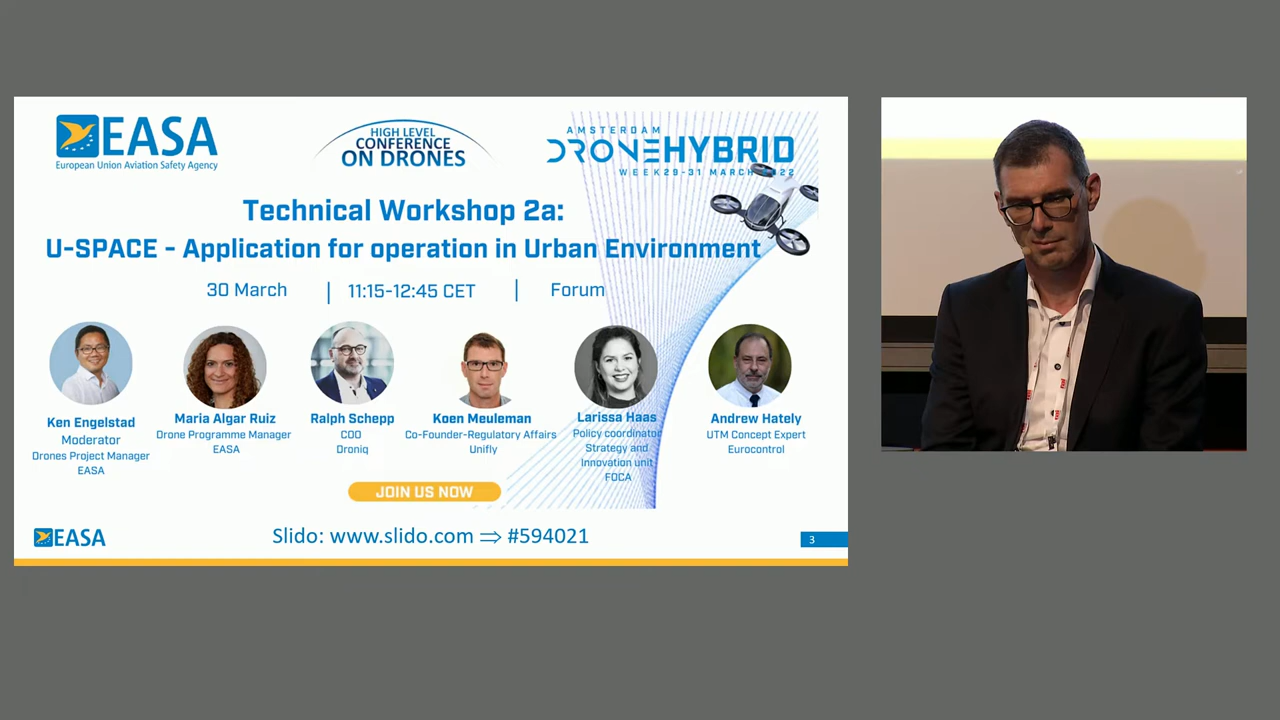 EASA
European Union Aviation Safety Agency
HIGH LEVEL
CONFERENCE
ON DRONES
AMSTERDAM
DRONEHYBRID
WEEK 29-31 MARCH 2022
Technical Workshop 2a:
U-SPACE - Application for operation in Urban Environment
30 March | 11:15-12:45 CET | Forum
Ken Engelstad
Moderator
Drones Project Manager
EASA
Maria Algar Ruiz
Drone Programme Manager
EASA
Ralph Schepp
COO
Droniq
Koen Meuleman
Co-Founder-Regulatory Affairs
Unifly
Larissa Haas
Policy coordinator
Strategy and
Innovation unit
FOCA
Andrew Hately
UTM Concept Expert
Eurocontrol
JOIN US NOW
EASA
Slido: www.slido.com ⇒ #594021
3